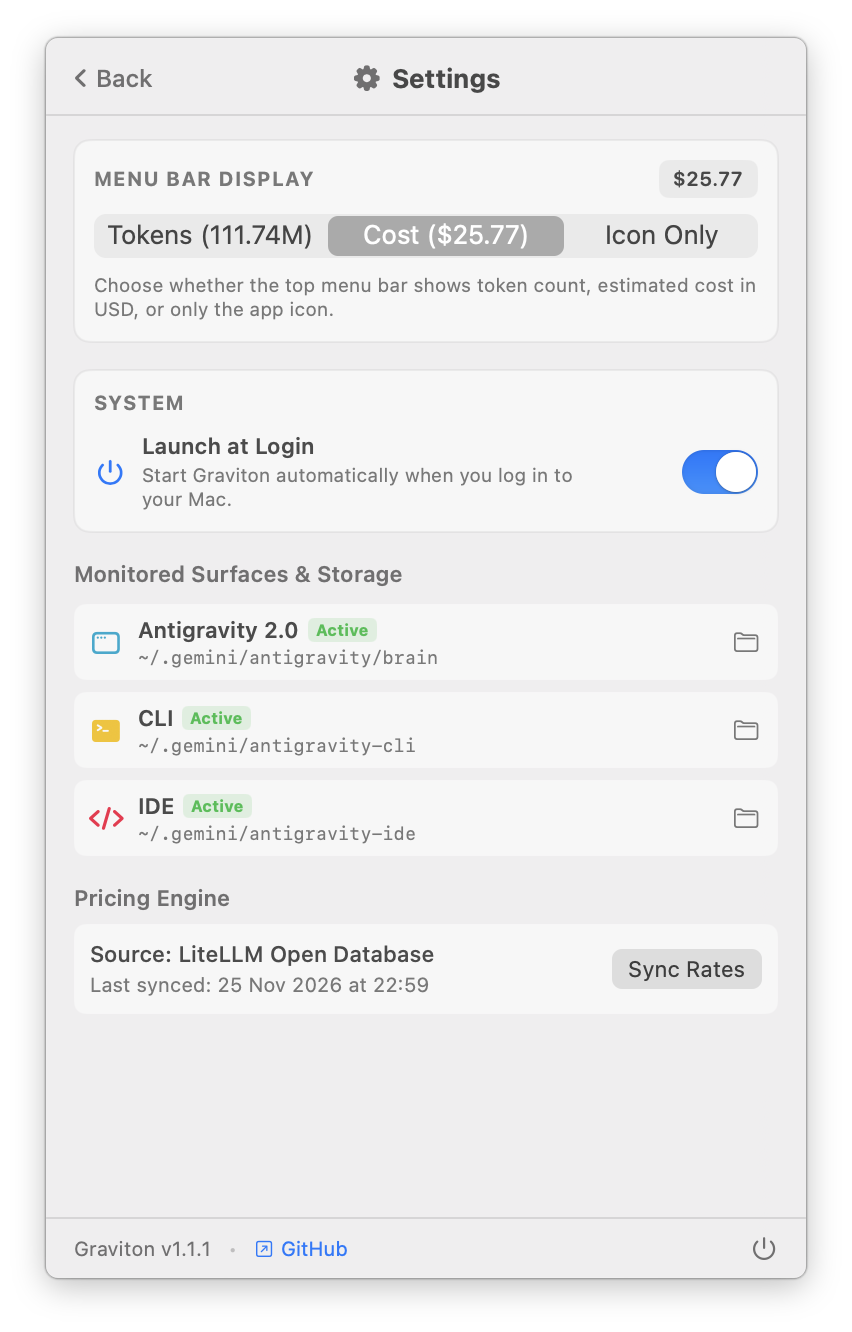 Back
Settings
MENU BAR DISPLAY
$25.77
Tokens (111.74M)
Cost ($25.77)
Icon Only
Choose whether the top menu bar shows token count, estimated cost in
USD, or only the app icon.
SYSTEM
Launch at Login
Start Graviton automatically when you log in to
your Mac.
Monitored Surfaces & Storage
Antigravity 2.0 Active
~/.gemini/antigravity/brain
CLI Active
~/.gemini/antigravity-cli
IDE Active
~/.gemini/antigravity-ide
Pricing Engine
Source: LiteLLM Open Database
Last synced: 25 Nov 2026 at 22:59
Sync Rates
Graviton v1.1.1 • GitHub